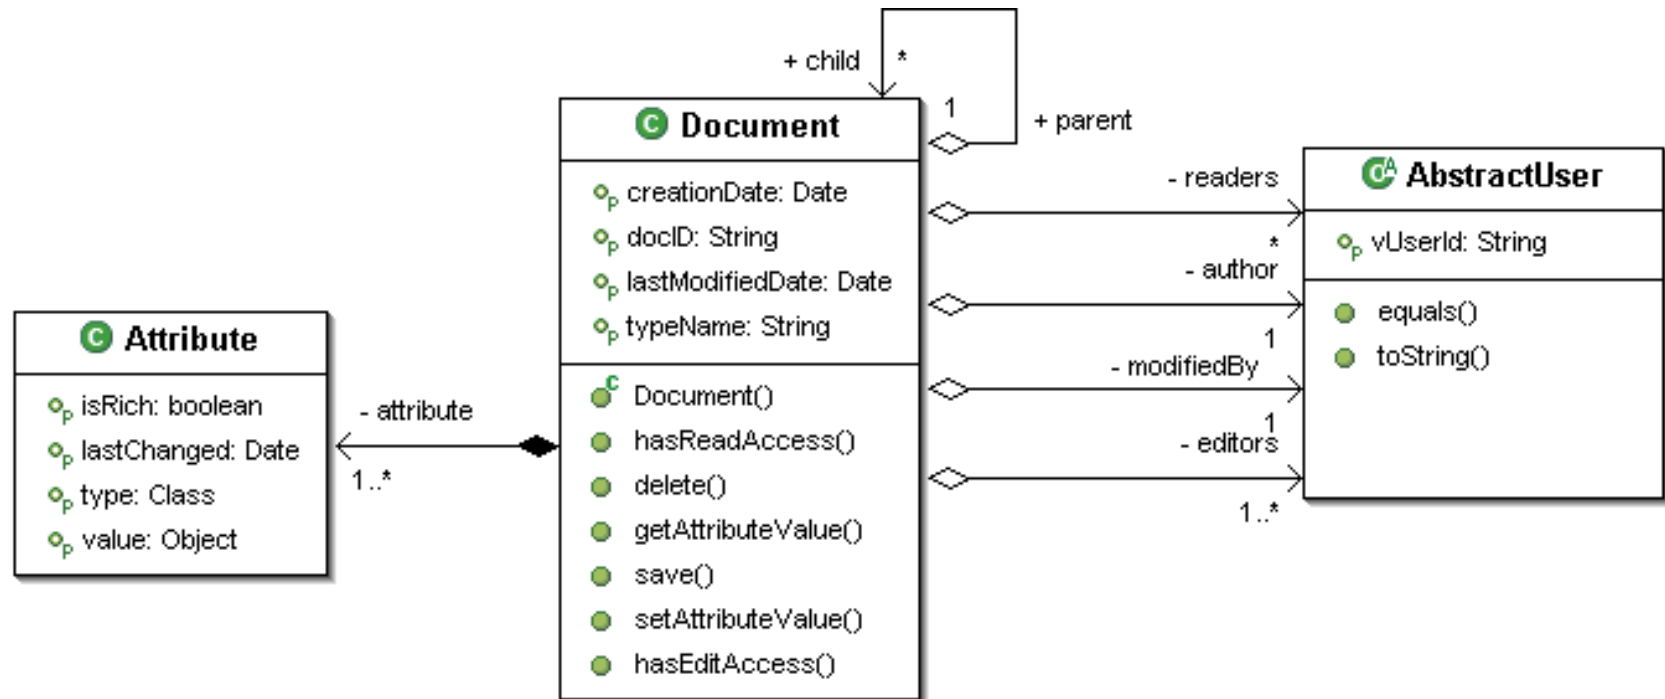 + child
*
1
+ parent
C Document
creationDate: Date
docID: String
lastModifiedDate: Date
typeName: String
Document()
hasReadAccess()
delete()
getAttributeValue()
save()
setAttributeValue()
hasEditAccess()
C Attribute
isRich: boolean
lastChanged: Date
type: Class
value: Object
- attribute
1..*
- readers
*
- author
1
- modifiedBy
1
- editors
1..*
AbstractUser
vUserId: String
equals()
toString()